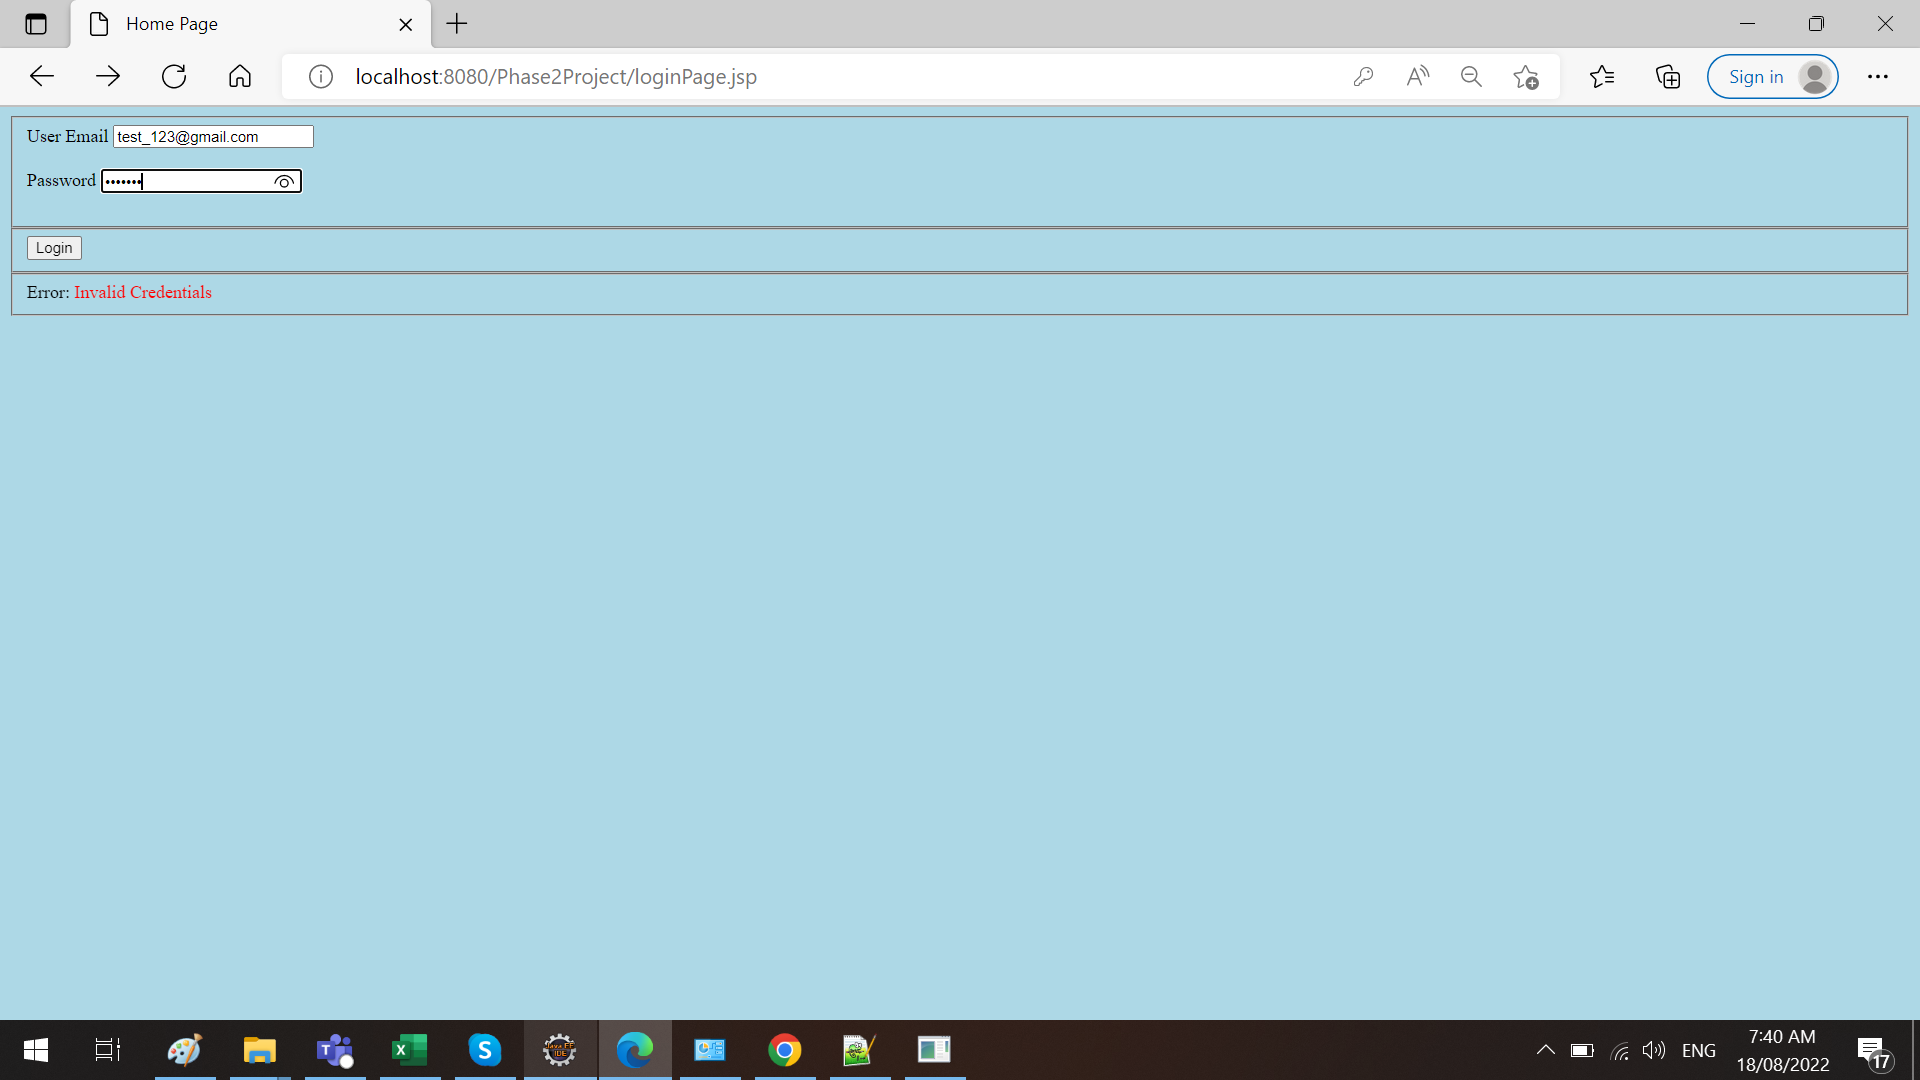 Home Page
localhost:8080/Phase2Project/loginPage.jsp
Sign in
User Email test_123@gmail.com
Password •••••••
Login
Error: Invalid Credentials
ENG
7:40 AM
18/08/2022
17